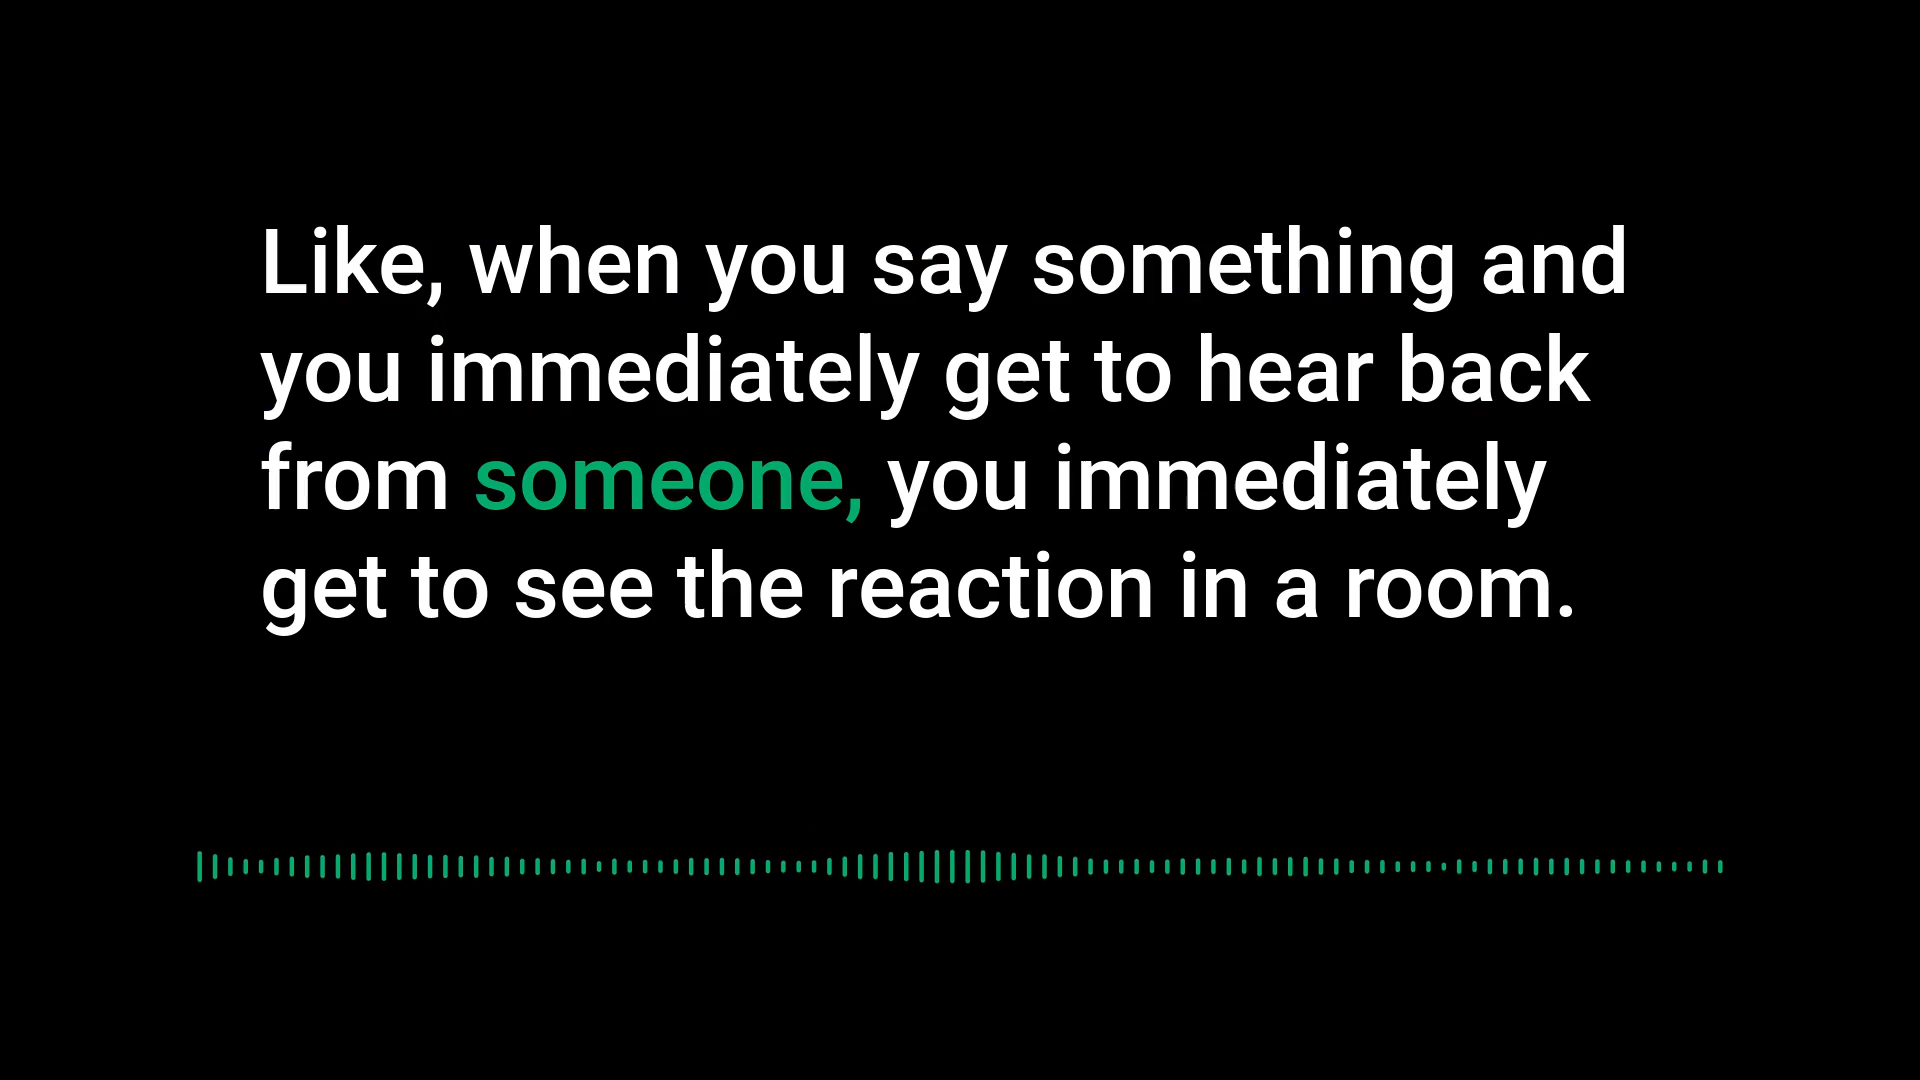 Like, when you say something and
you immediately get to hear back
from someone, you immediately
get to see the reaction in a room.